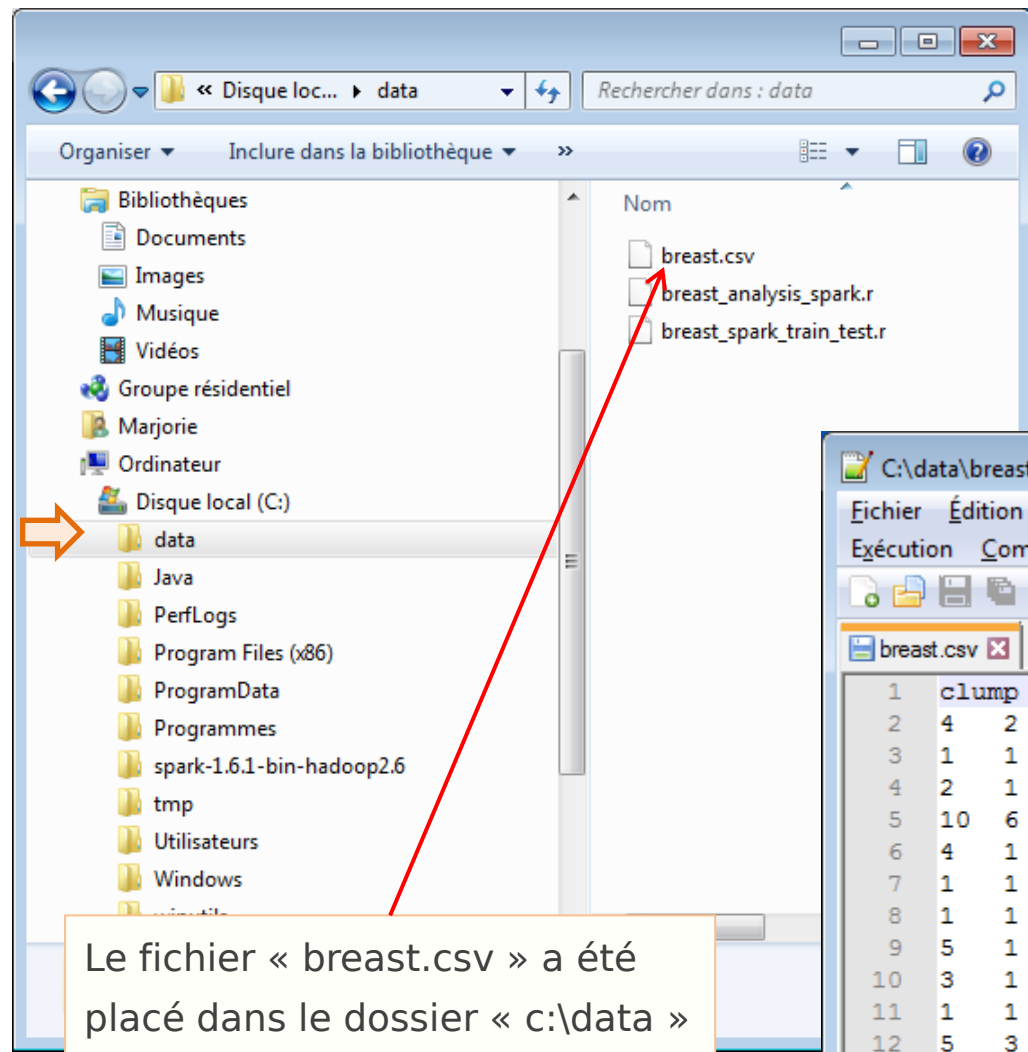 « Disque loc... ▸ data
Rechercher dans : data
Organiser
Inclure dans la bibliothèque
»
Bibliothèques
Documents
Images
Musique
Vidéos
Groupe résidentiel
Marjorie
Ordinateur
Disque local (C:)
data
Java
PerfLogs
Program Files (x86)
ProgramData
Programmes
spark-1.6.1-bin-hadoop2.6
tmp
Utilisateurs
Windows
Nom
breast.csv
breast_analysis_spark.r
breast_spark_train_test.r
Le fichier « breast.csv » a été
placé dans le dossier « c:\data »
C:\data\breast
Fichier Édition
Exécution Com
breast.csv
1 clump
2 4 2
3 1 1
4 2 1
5 10 6
6 4 1
7 1 1
8 1 1
9 5 1
10 3 1
11 1 1
12 5 3